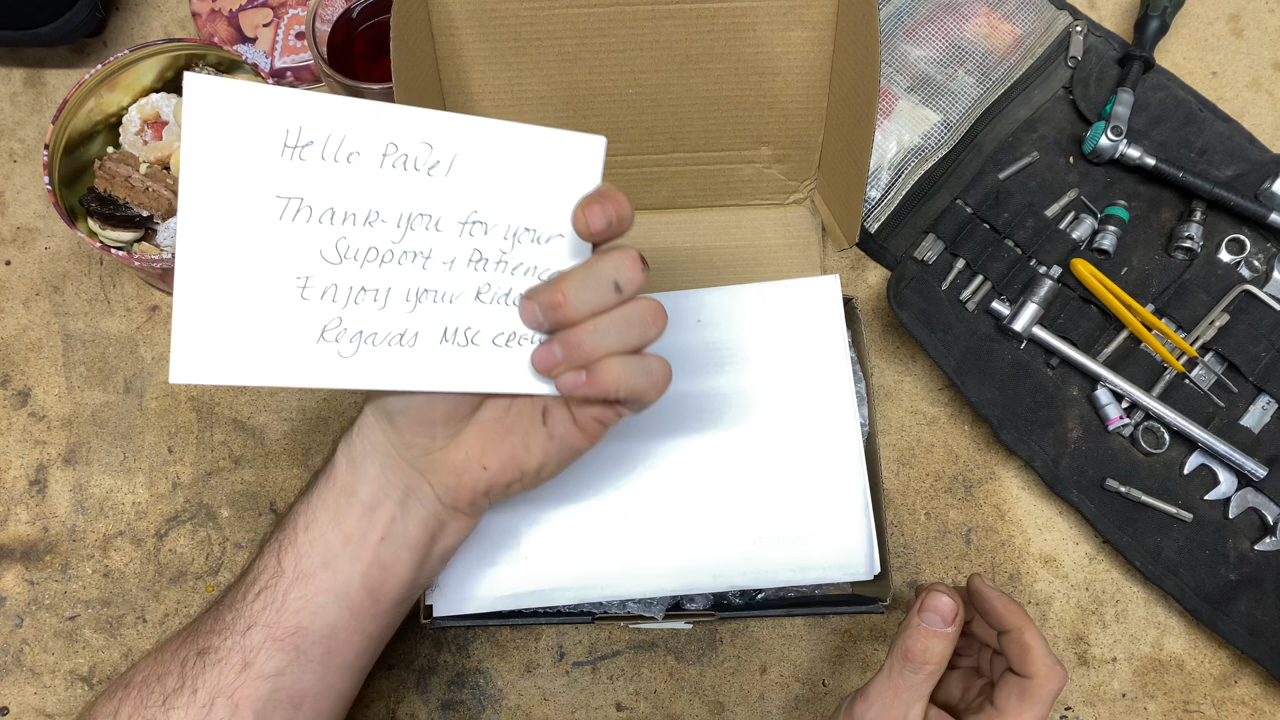 Hello Pavel
Thank-you for your
Support + Patience
Enjoy your Ride
Regards MSC CREW